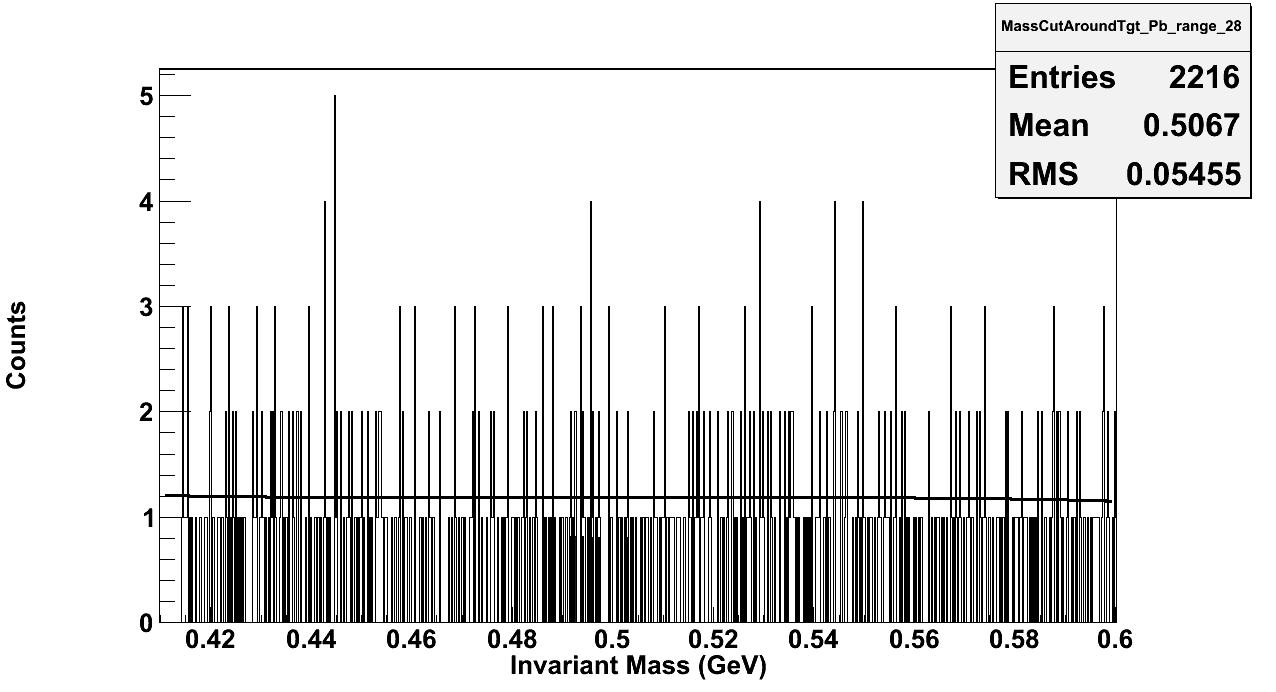 MassCutAroundTgt_Pb_range_28
Entries 2216
Mean 0.5067
RMS 0.05455
5
4
3
2
1
0
Counts
0.42 0.44 0.46 0.48 0.5 0.52 0.54 0.56 0.58 0.6
Invariant Mass (GeV)